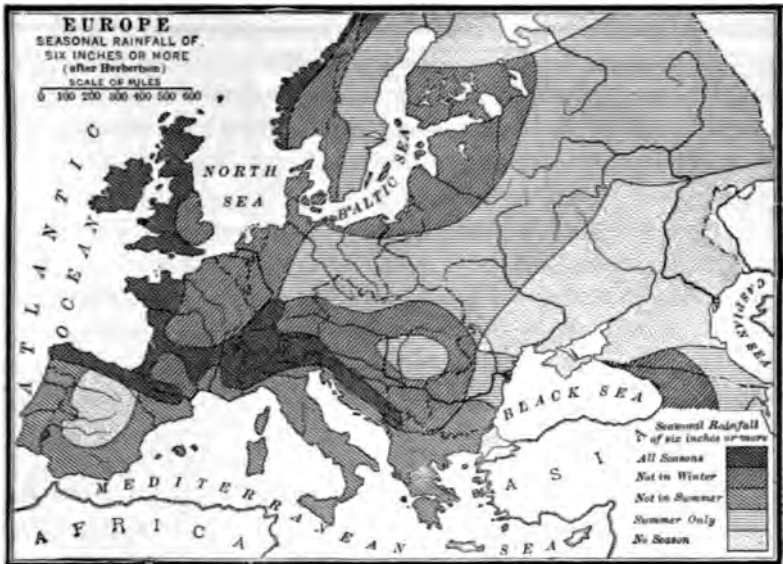 EUROPE
SEASONAL RAINFALL OF
SIX INCHES OR MORE
(after Herbertson)
SCALE OF MILES
0 100 200 300 400 500 600
ATLANTIC
OCEAN
NORTH
SEA
BALTIC SEA
CASPIAN
SEA
BLACK SEA
MEDITERRANEAN SEA
AFRICA
ASI
Seasonal Rainfall
of six inches or more
All Seasons
Not in Winter
Not in Summer
Summer Only
No Season